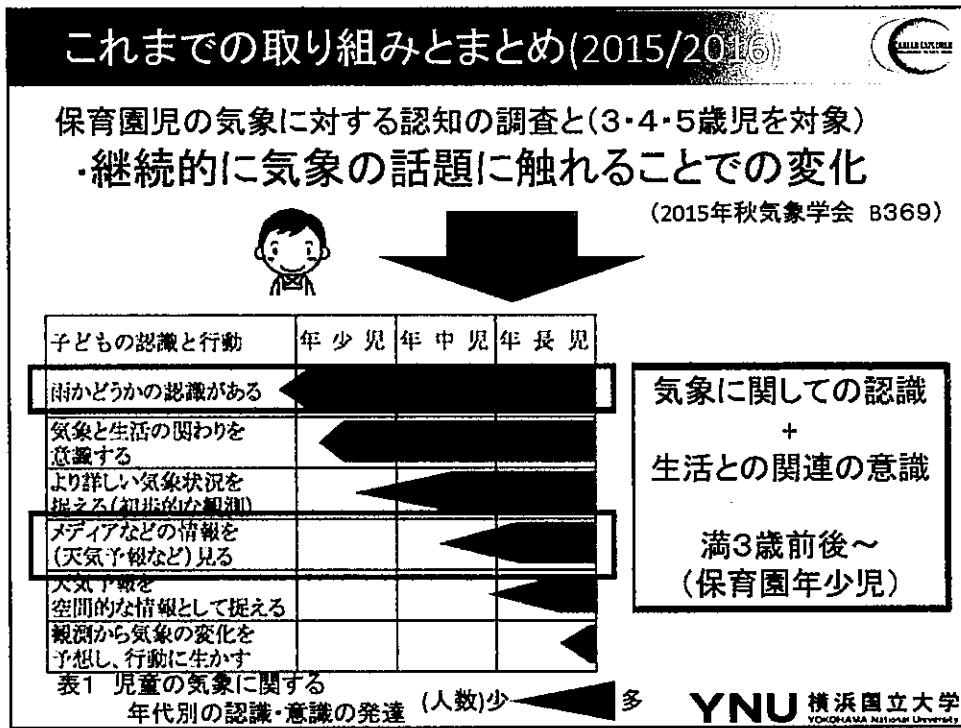 これまでの取り組みとまとめ(2015/2016)
保育園児の気象に対する認知の調査と(3・4・5歳児を対象)
・継続的に気象の話題に触れることでの変化
(2015年秋気象学会 B369)
子どもの認識と行動 年少児 年中児 年長児
雨かどうかの認識がある
気象と生活の関わりを
意識する
より詳しい気象状況を
捉える(初歩的な観測)
メディアなどの情報を
(天気予報など)見る
天気予報を
空間的な情報として捉える
観測から気象の変化を
予想し、行動に生かす
表1 児童の気象に関する
年代別の認識・意識の発達
(人数)少 多
気象に関しての認識
+
生活との関連の意識
満3歳前後~
(保育園年少児)
YNU 横浜国立大学
YOKOHAMA National University